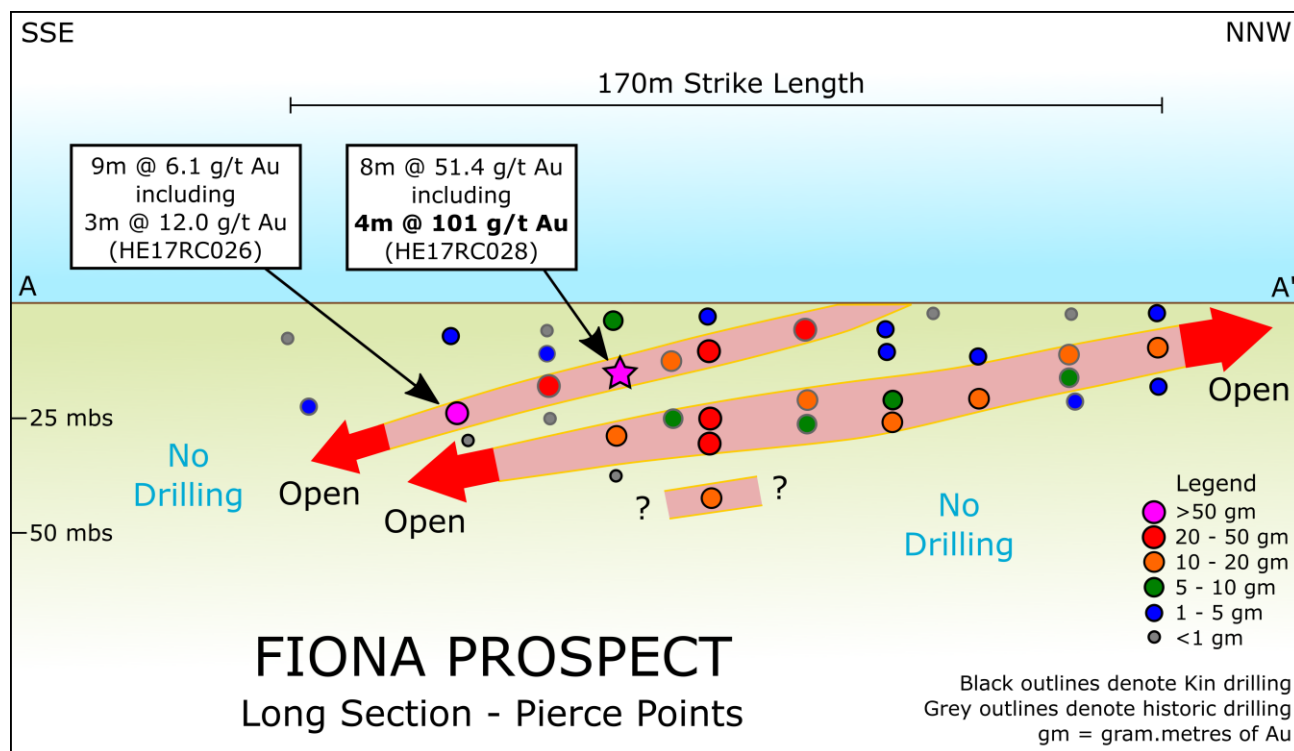 SSE
NNW
170m Strike Length
9m @ 6.1 g/t Au
including
3m @ 12.0 g/t Au
(HE17RC026)
8m @ 51.4 g/t Au
including
4m @ 101 g/t Au
(HE17RC028)
A
A'
−25 mbs
−50 mbs
No
Drilling
Open
Open
Open
?
?
No
Drilling
Legend
>50 gm
20 - 50 gm
10 - 20 gm
5 - 10 gm
1 - 5 gm
<1 gm
FIONA PROSPECT
Long Section - Pierce Points
Black outlines denote Kin drilling
Grey outlines denote historic drilling
gm = gram.metres of Au